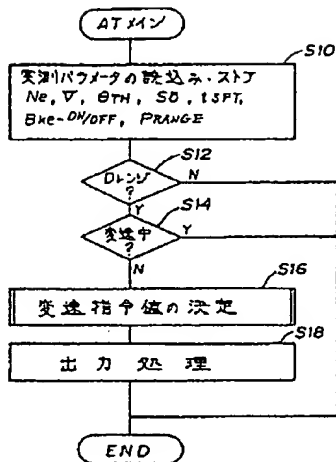 ATメイン
S10
実測パラメータの読込み・ストア
Ne, V, θTH, S0, tSFT,
Bke-ON/OFF, PRANGE
S12
Dレンジ
?
N
Y
S14
変速中
?
Y
N
S16
変速指令値の決定
S18
出力処理
END